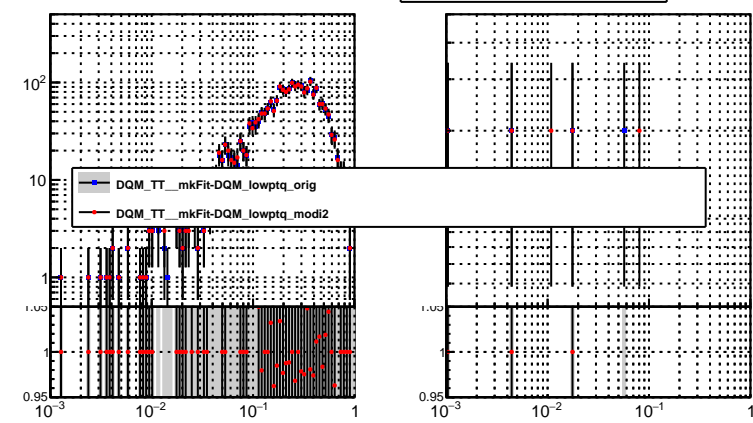 10²
10
1
DQM_TT__mkFit-DQM_lowptq_orig
DQM_TT__mkFit-DQM_lowptq_modi2
1.05 1.05
1 1
0.95 0.95
10⁻³ 10⁻² 10⁻¹ 1 10⁻³ 10⁻² 10⁻¹ 1